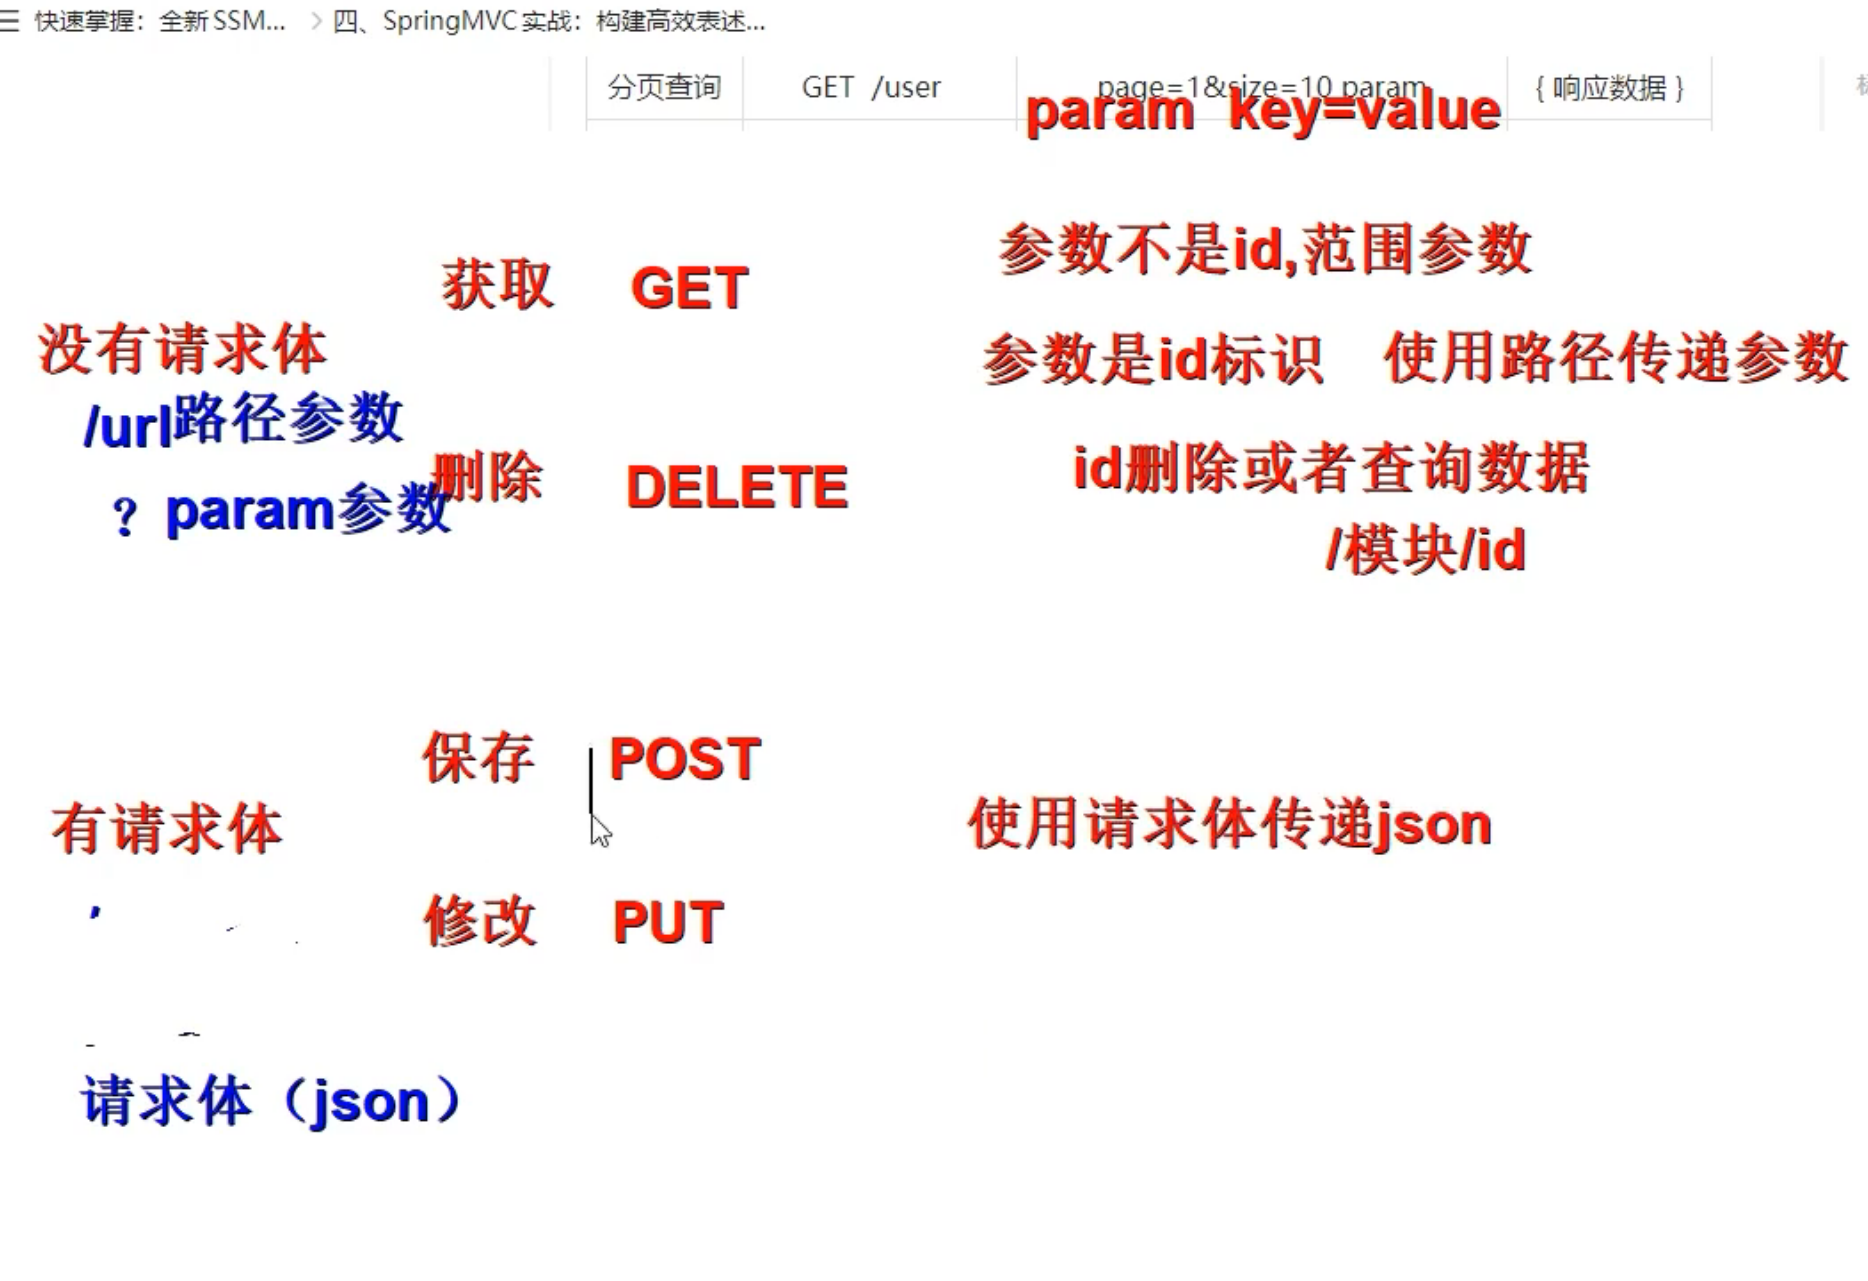 快速掌握：全新SSM... > 四、SpringMVC实战：构建高效表述...
分页查询 GET /user page=1&size=10 param { 响应数据 }
param key=value
参数不是id,范围参数
获取 GET
没有请求体
参数是id标识 使用路径传递参数
/url路径参数
删除 DELETE
id删除或者查询数据
? param参数
/模块/id
保存 POST
有请求体
使用请求体传递json
修改 PUT
请求体（json）